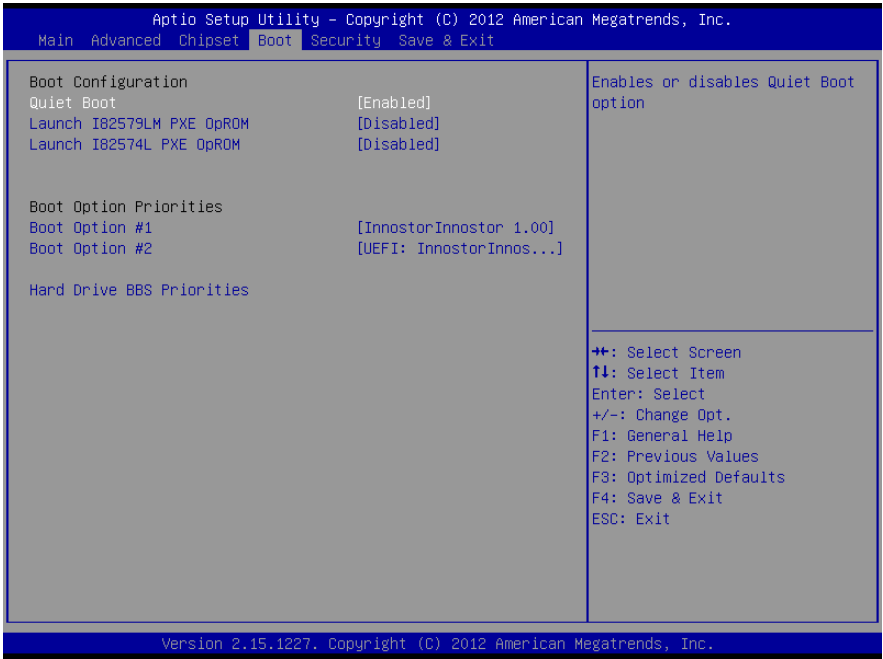 Aptio Setup Utility – Copyright (C) 2012 American Megatrends, Inc.
Main Advanced Chipset Boot Security Save & Exit
Boot Configuration
Quiet Boot [Enabled]
Launch I82579LM PXE OpROM [Disabled]
Launch I82574L PXE OpROM [Disabled]
Boot Option Priorities
Boot Option #1 [InnostorInnostor 1.00]
Boot Option #2 [UEFI: InnostorInnos...]
Hard Drive BBS Priorities
Enables or disables Quiet Boot
option
→←: Select Screen
↑↓: Select Item
Enter: Select
+/-: Change Opt.
F1: General Help
F2: Previous Values
F3: Optimized Defaults
F4: Save & Exit
ESC: Exit
Version 2.15.1227. Copyright (C) 2012 American Megatrends, Inc.